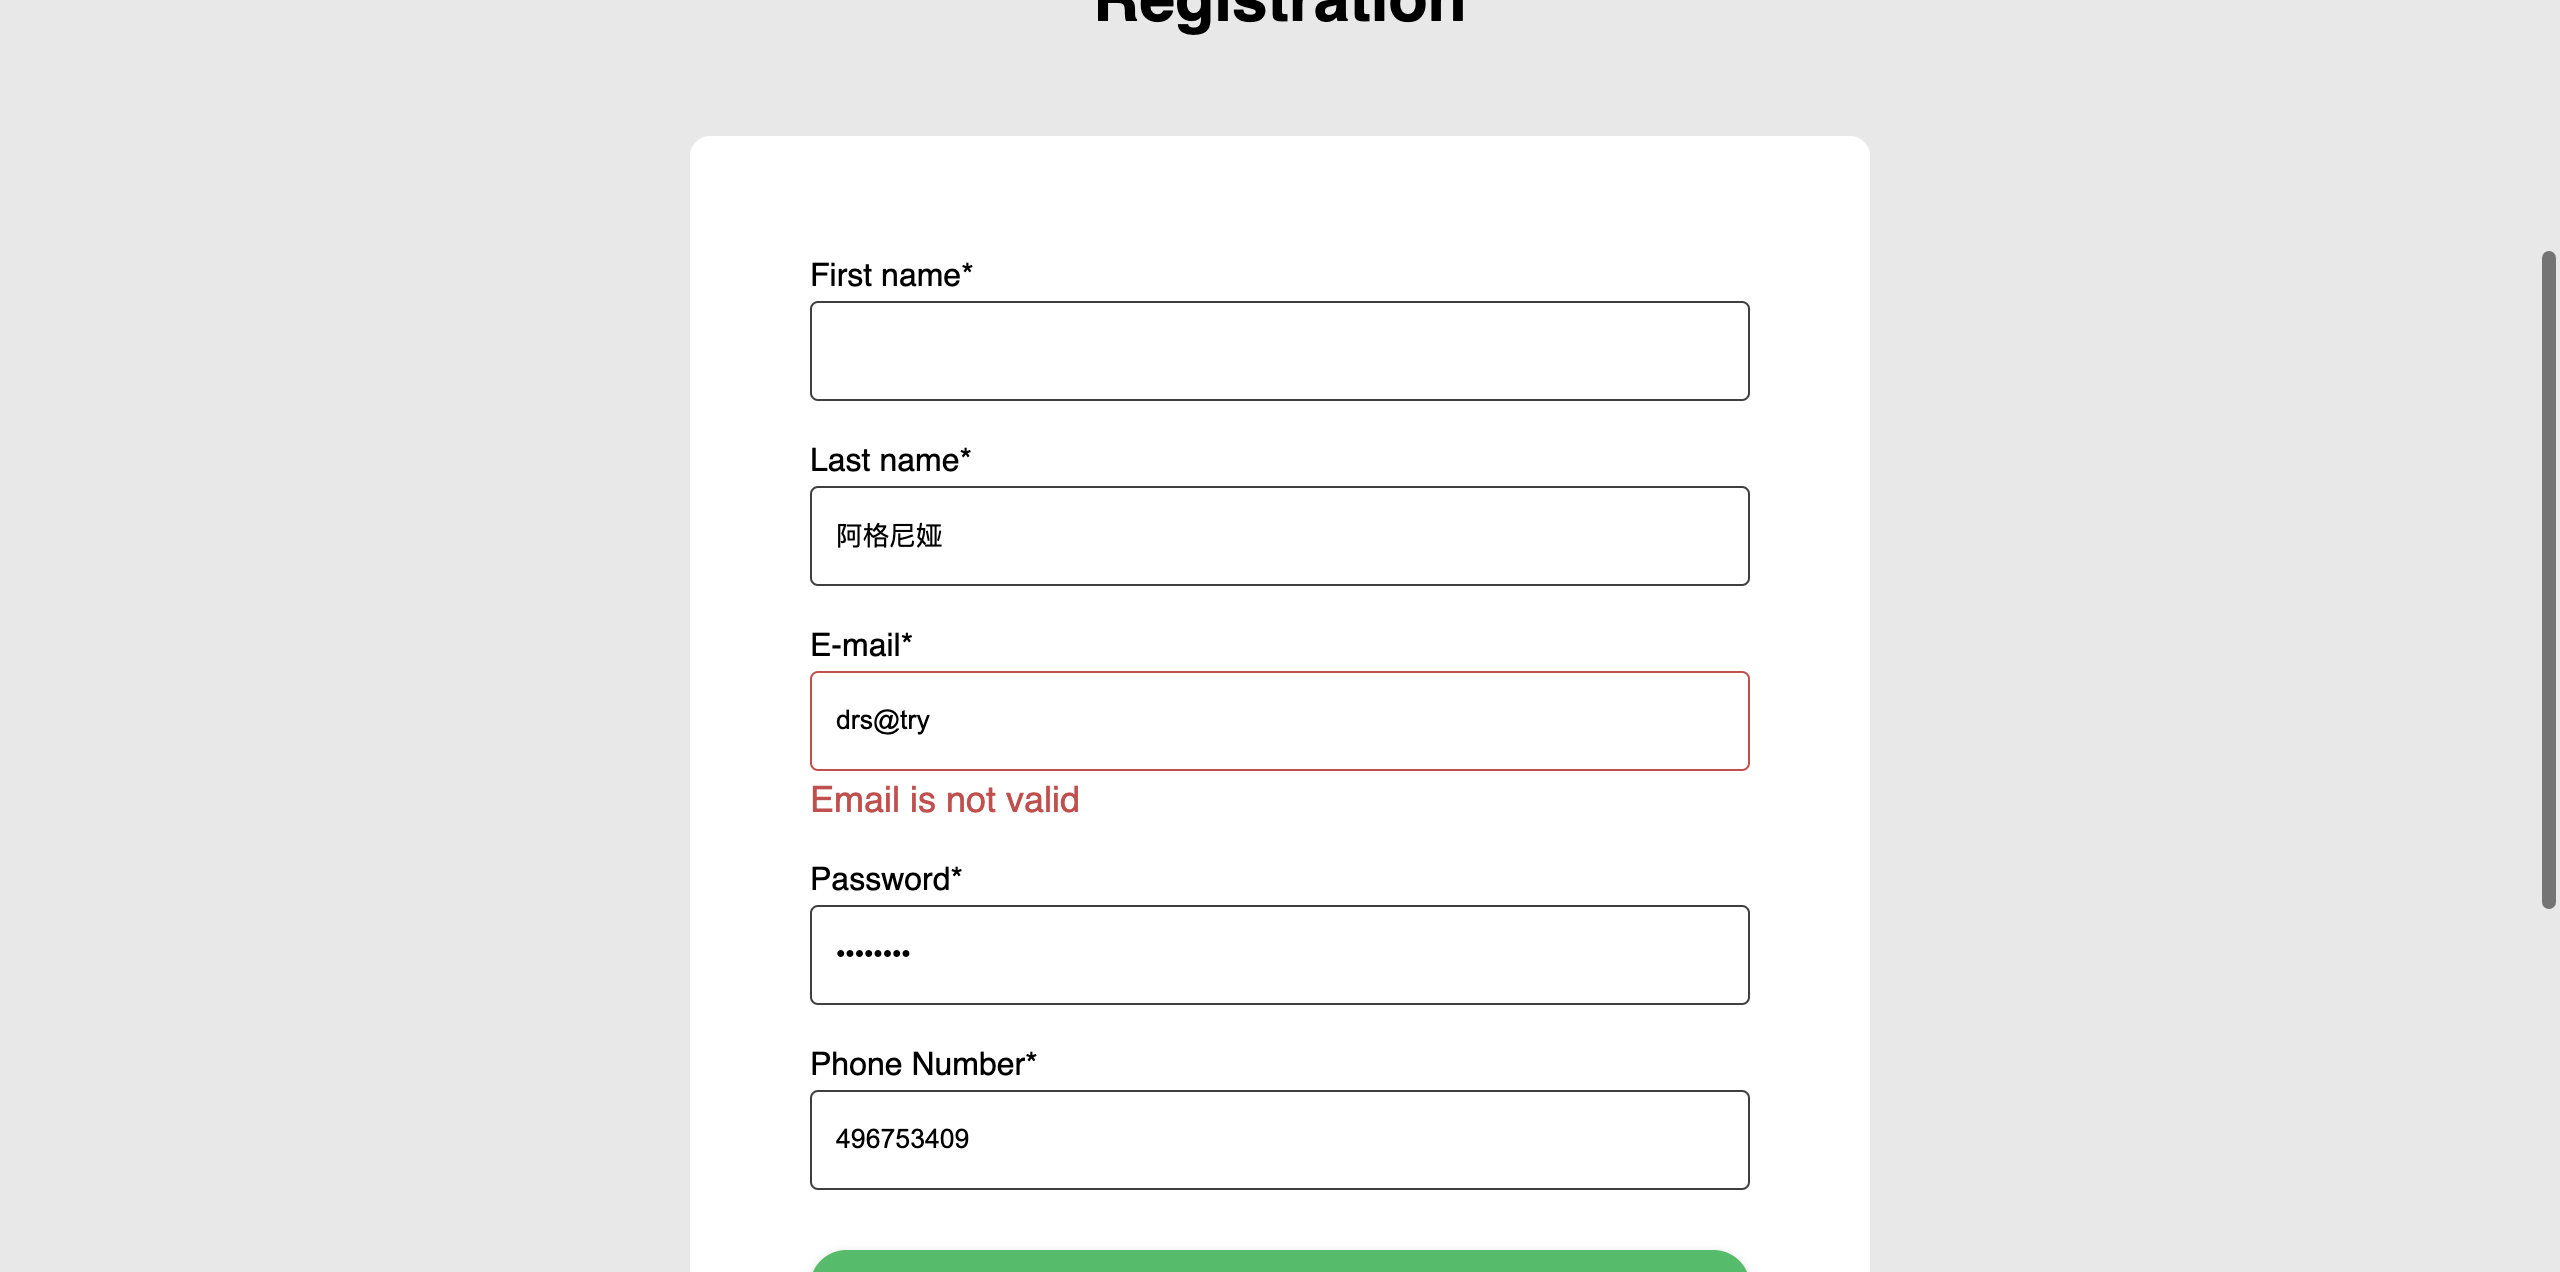 Registration
First name*
Last name*
阿格尼娅
E-mail*
drs@try
Email is not valid
Password*
••••••••
Phone Number*
496753409